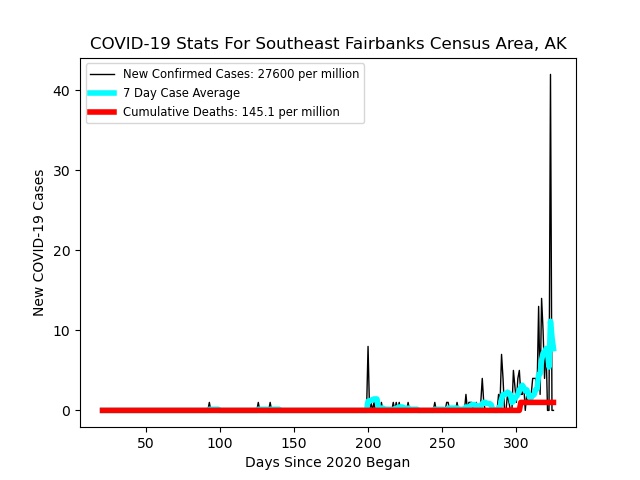 COVID-19 Stats For Southeast Fairbanks Census Area, AK
New Confirmed Cases: 27600 per million
7 Day Case Average
Cumulative Deaths: 145.1 per million
New COVID-19 Cases
40
30
20
10
0
50 100 150 200 250 300
Days Since 2020 Began